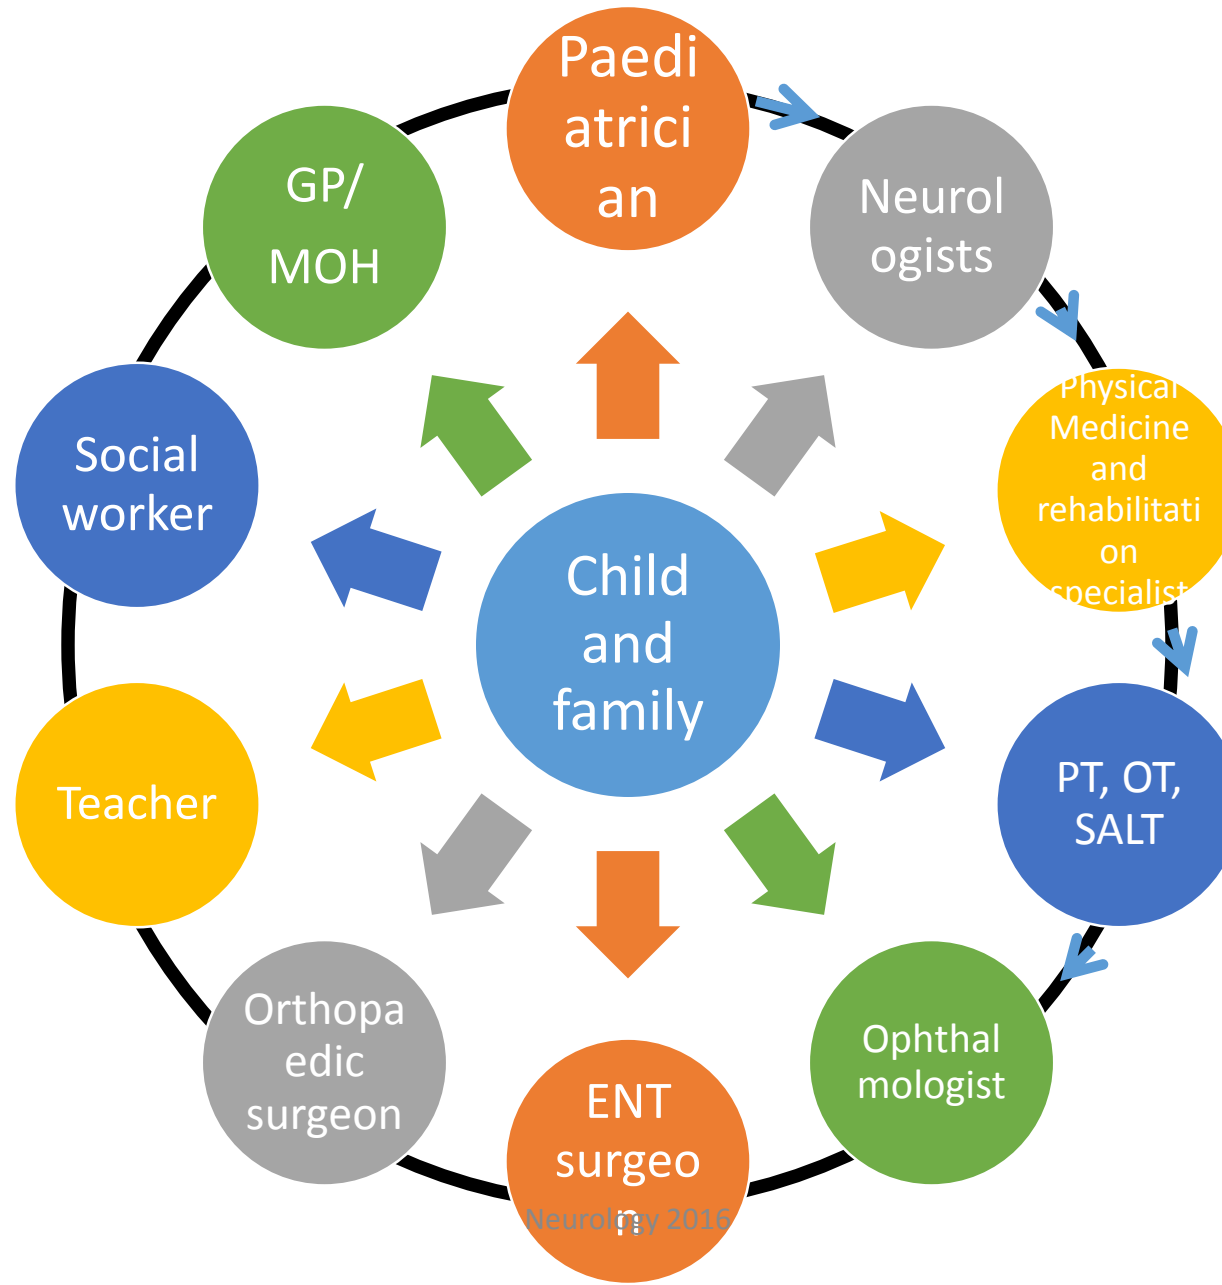 Paedi
atrici
an
Neurol
ogists
Physical
Medicine
and
rehabilitati
on
specialist
PT, OT,
SALT
Ophthal
mologist
ENT
surgeo
n
Neurology 2016
Orthopa
edic
surgeon
Teacher
Social
worker
GP/
MOH
Child
and
family